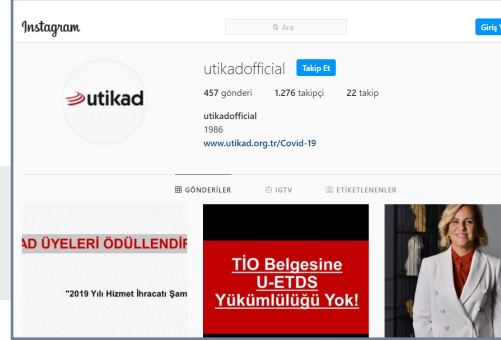 Instagram
Ara
Giriş Y
utikad
utikadofficial Takip Et
457 gönderi 1.276 takipçi 22 takip
utikadofficial
1986
www.utikad.org.tr/Covid-19
GÖNDERİLER IGTV ETİKETLENENLER
AD ÜYELERİ ÖDÜLLENDİR
"2019 Yılı Hizmet İhracatı Şam
TİO Belgesine
U-ETDS
Yükümlülüğü Yok!